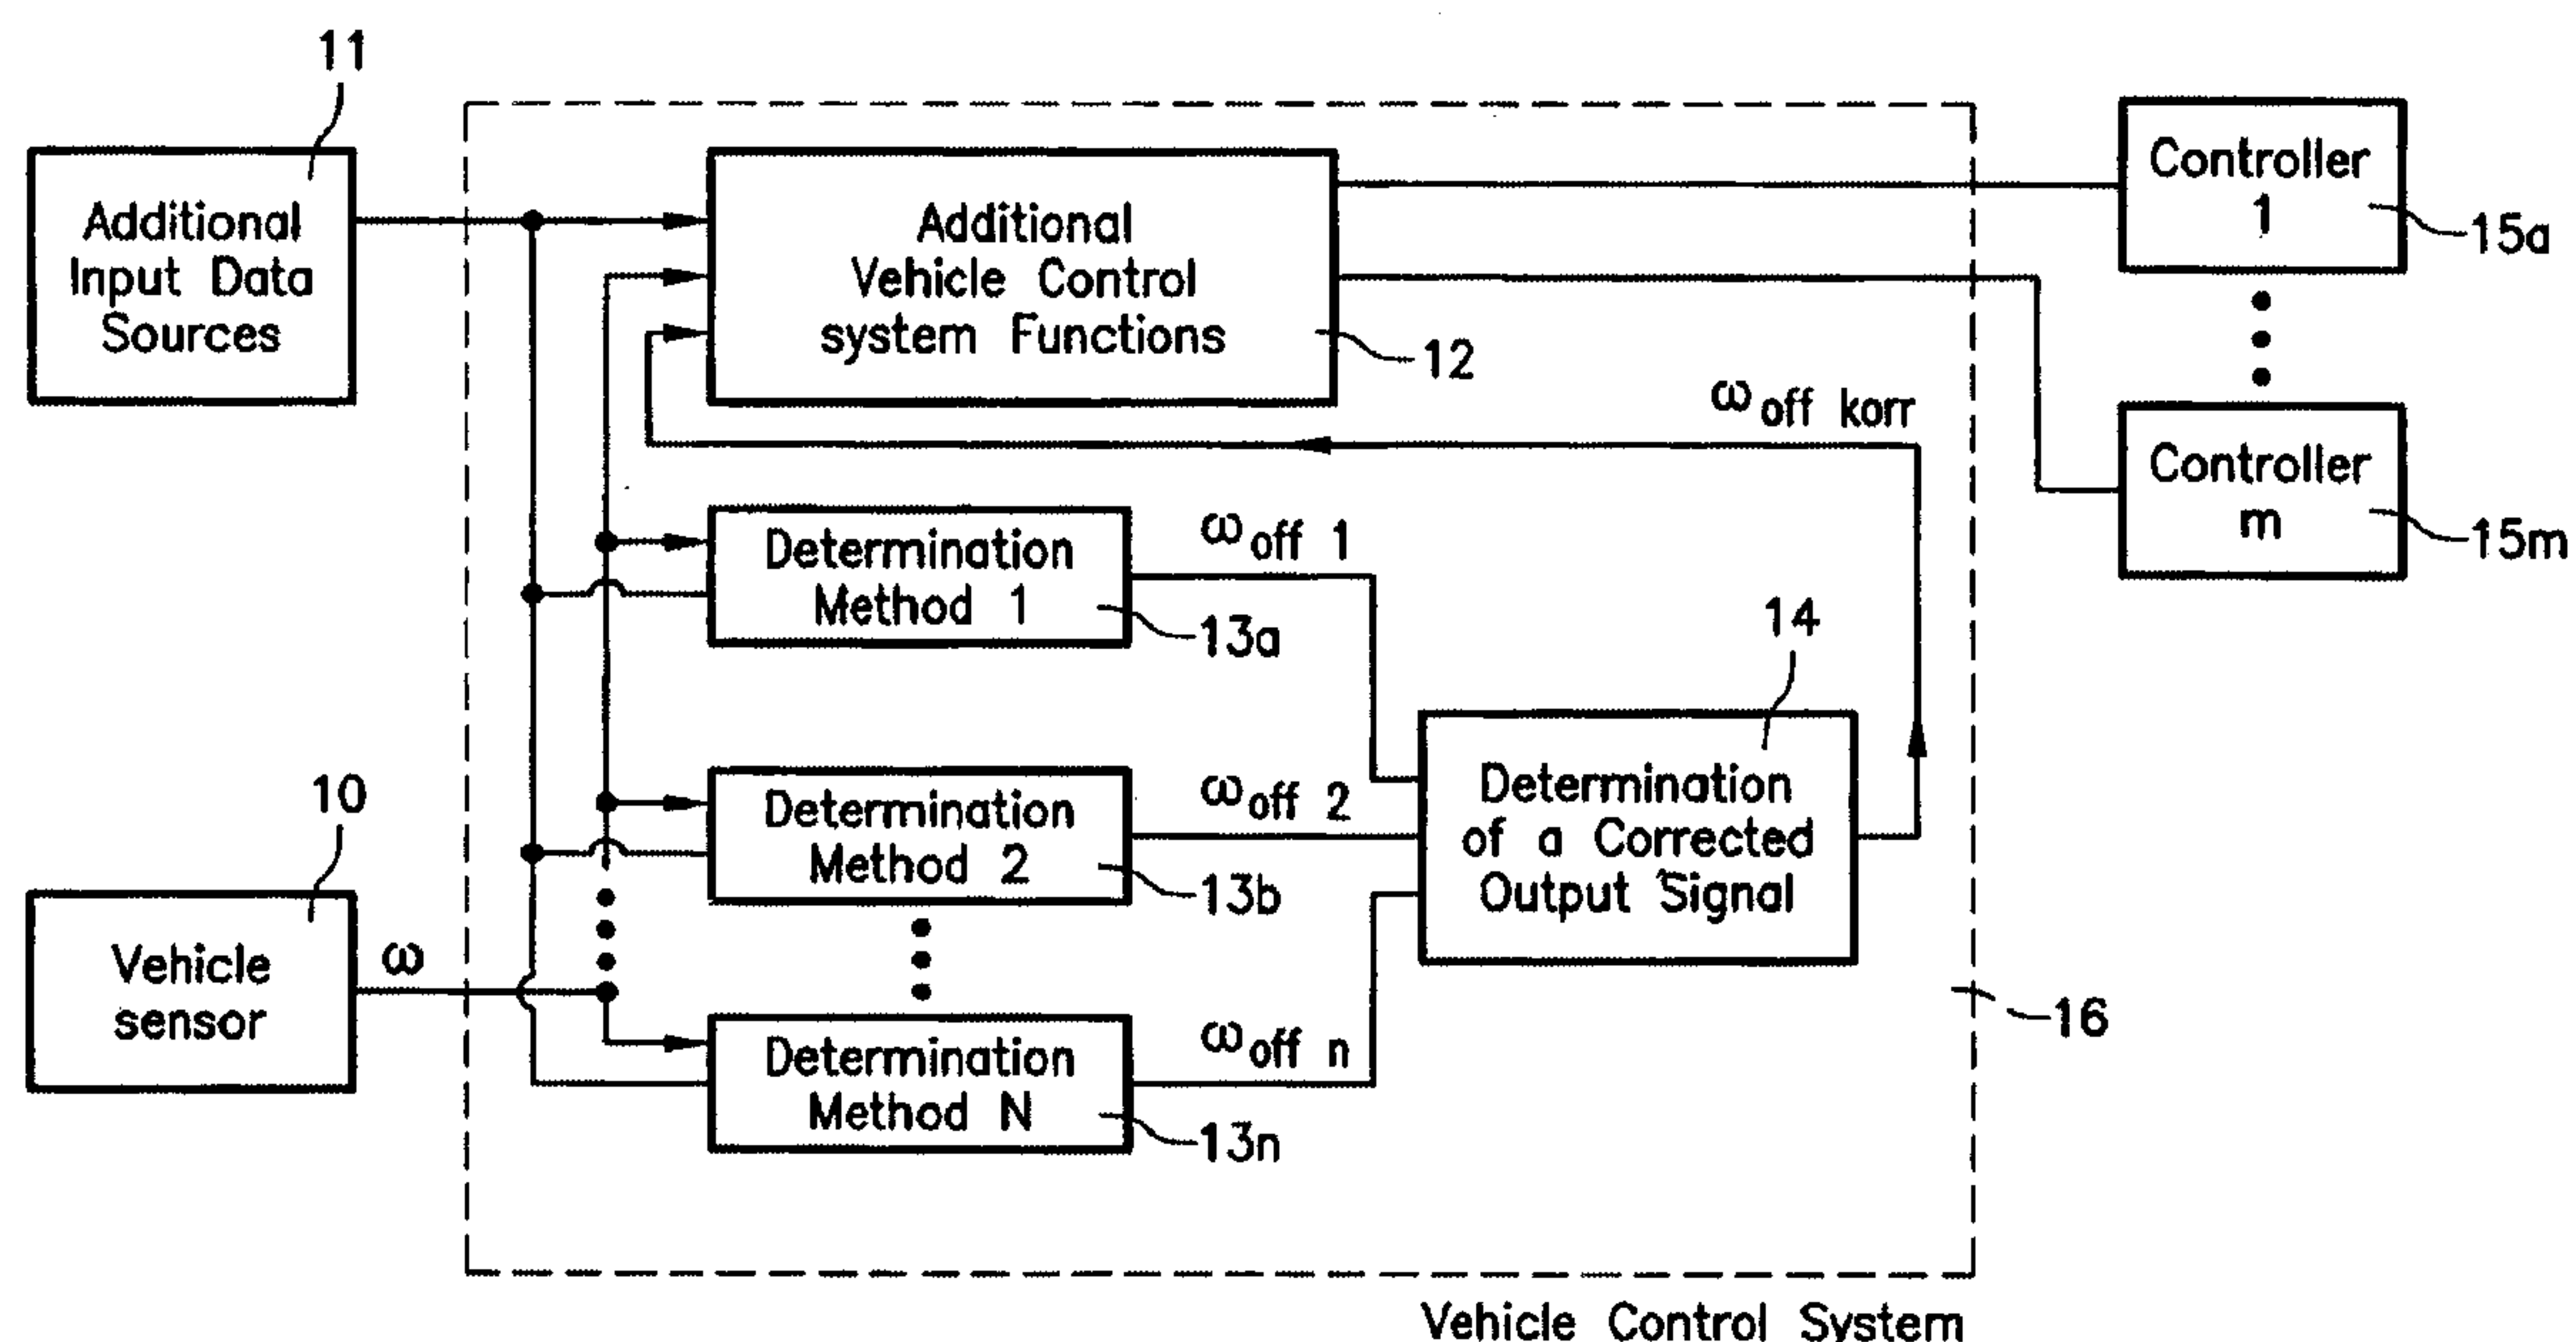 11
Additional
Input Data
Sources
Additional
Vehicle Control
system Functions
12
Controller
1
15a
Controller
m
15m
ω off korr
Determination
Method 1
13a
ω off 1
Determination
Method 2
13b
ω off 2
14
Determination
of a Corrected
Output Signal
10
Vehicle
sensor
ω
Determination
Method N
13n
ω off n
16
Vehicle Control System